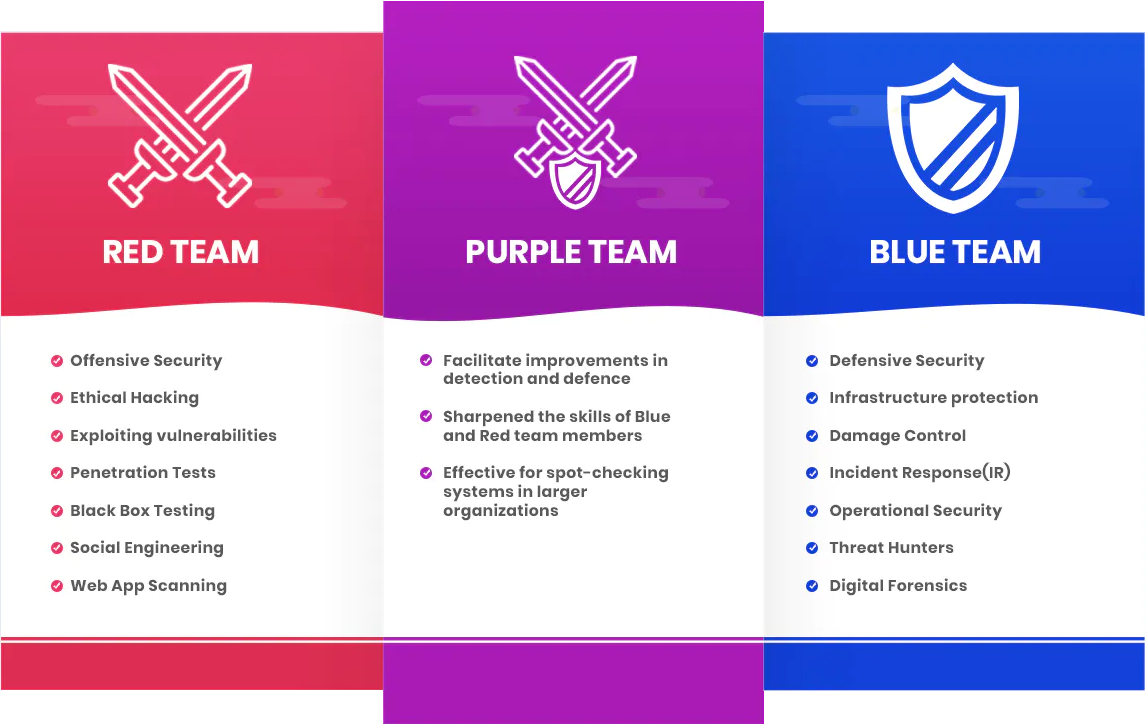 RED TEAM
Offensive Security
Ethical Hacking
Exploiting vulnerabilities
Penetration Tests
Black Box Testing
Social Engineering
Web App Scanning
PURPLE TEAM
Facilitate improvements in
detection and defence
Sharpened the skills of Blue
and Red team members
Effective for spot-checking
systems in larger
organizations
BLUE TEAM
Defensive Security
Infrastructure protection
Damage Control
Incident Response(IR)
Operational Security
Threat Hunters
Digital Forensics